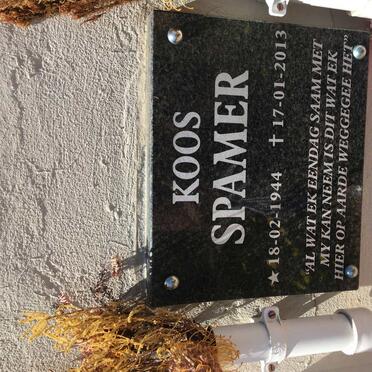 KOOS
SPAMER
★ 18-02-1944 ✝ 17-01-2013
"AL WAT EK EENDAG SAAM MET
MY KAN NEEM IS DIT WAT EK
HIER OP AARDE WEGGEGEE HET"